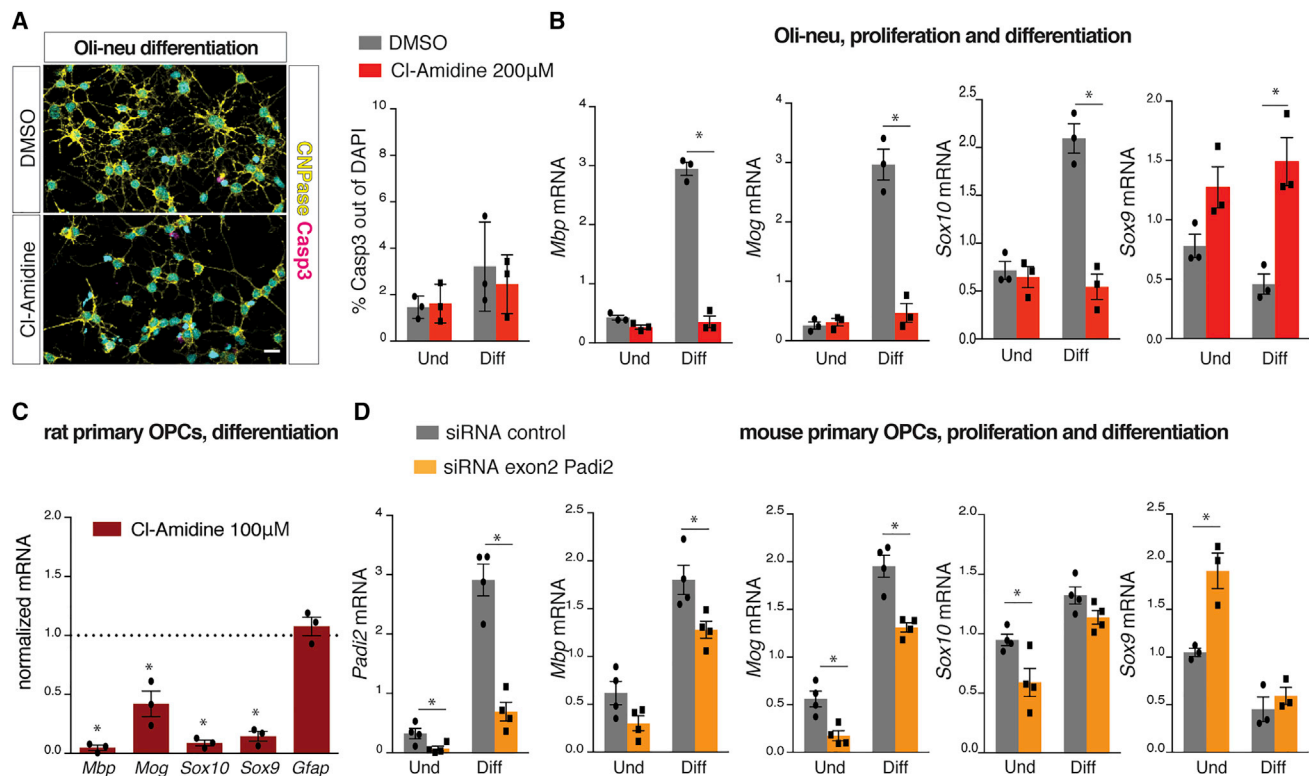 A
Oli-neu differentiation
DMSO
Cl-Amidine
CNPase Casp3
DMSO
Cl-Amidine 200µM
% Casp3 out of DAPI
10
8
6
4
2
0
Und Diff
B
Oli-neu, proliferation and differentiation
Mbp mRNA
4
3
2
1
0
*
Und Diff
Mog mRNA
4
3
2
1
0
*
Und Diff
Sox10 mRNA
2.5
2.0
1.5
1.0
0.5
0.0
*
Und Diff
Sox9 mRNA
2.0
1.5
1.0
0.5
0.0
*
Und Diff
C
rat primary OPCs, differentiation
Cl-Amidine 100µM
normalized mRNA
2.0
1.5
1.0
0.5
0.0
* * * *
Mbp Mog Sox10 Sox9 Gfap
D
siRNA control
siRNA exon2 Padi2
mouse primary OPCs, proliferation and differentiation
Padi2 mRNA
4
3
2
1
0
* *
Und Diff
Mbp mRNA
2.5
2.0
1.5
1.0
0.5
0.0
*
Und Diff
Mog mRNA
2.5
2.0
1.5
1.0
0.5
0.0
* *
Und Diff
Sox10 mRNA
2.0
1.5
1.0
0.5
0.0
*
Und Diff
Sox9 mRNA
2.5
2.0
1.5
1.0
0.5
0.0
*
Und Diff